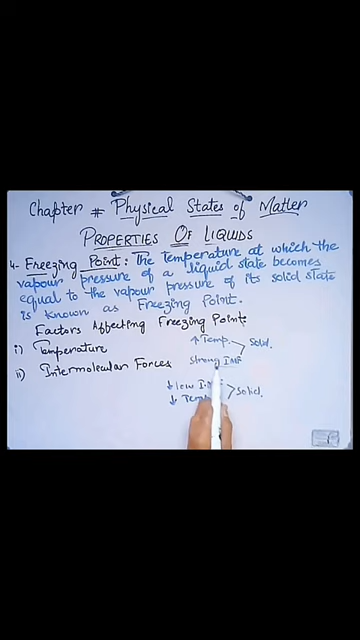 Chapter # Physical States of Matter
PROPERTIES OF LIQUIDS
4- Freezing Point: The temperature at which the
vapour pressure of a liquid state becomes
equal to the vapour pressure of its solid state
is known as Freezing Point.
Factors Affecting Freezing Point:
i) Temperature
↑ Temp.
Strong IMF
Solid.
ii) Intermolecular Forces
↓ low I.M.F
↓ Temp
Solid.